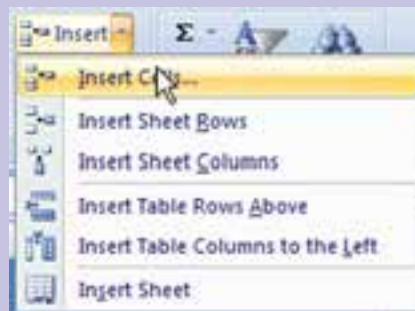 Insert Σ
Insert Cells...
Insert Sheet Rows
Insert Sheet Columns
Insert Table Rows Above
Insert Table Columns to the Left
Insert Sheet